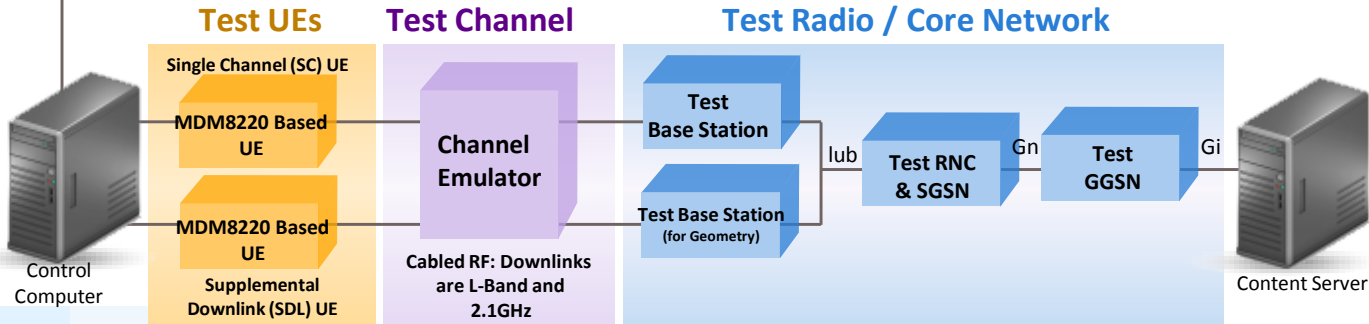 Test UEs
Test Channel
Test Radio / Core Network
Single Channel (SC) UE
MDM8220 Based
UE
MDM8220 Based
UE
Supplemental
Downlink (SDL) UE
Control
Computer
Channel
Emulator
Cabled RF: Downlinks
are L-Band and
2.1GHz
Test
Base Station
Test Base Station
(for Geometry)
Iub
Test RNC
& SGSN
Gn
Test
GGSN
Gi
Content Server